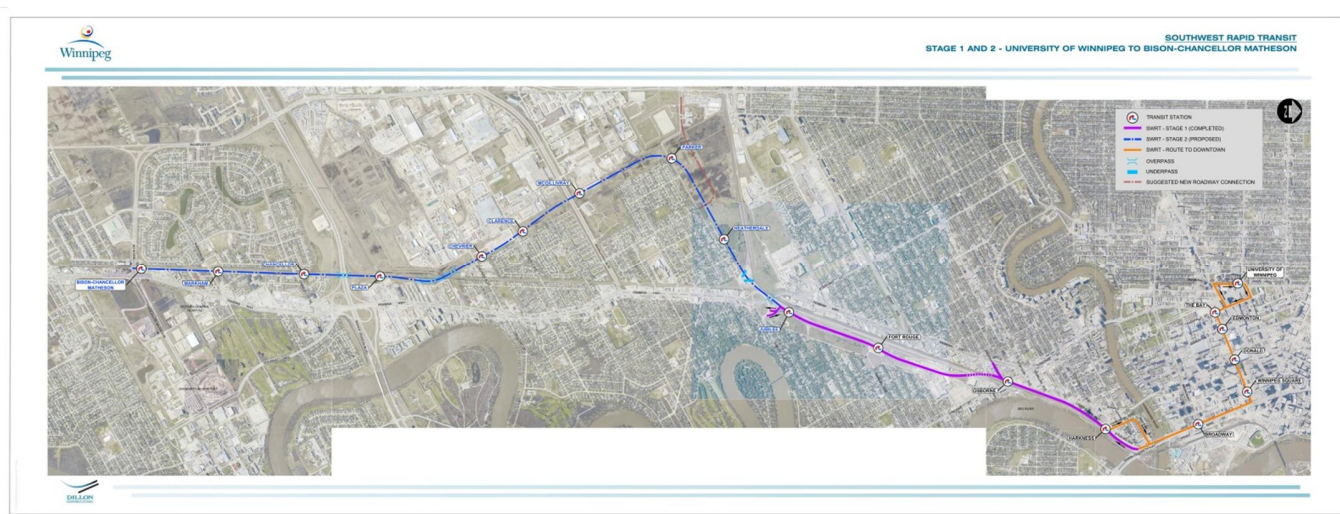 Winnipeg
SOUTHWEST RAPID TRANSIT
STAGE 1 AND 2 - UNIVERSITY OF WINNIPEG TO BISON-CHANCELLOR MATHESON
TRANSIT STATION
SWRT - STAGE 1 (COMPLETED)
SWRT - STAGE 2 (PROPOSED)
SWRT - ROUTE TO DOWNTOWN
OVERPASS
UNDERPASS
SUGGESTED NEW ROADWAY CONNECTION
PARKER
MCGILLIVRAY
CLARENCE
HEATHERDALE
CHEVRIER
CHANCELLOR
BISON-CHANCELLOR
MATHESON
MARKHAM
PLAZA
JUBILEE
FORT ROUGE
OSBORNE
HARKNESS
BROADWAY
WINNIPEG SQUARE
DONALD
EDMONTON
THE BAY
UNIVERSITY OF
WINNIPEG
DILLON